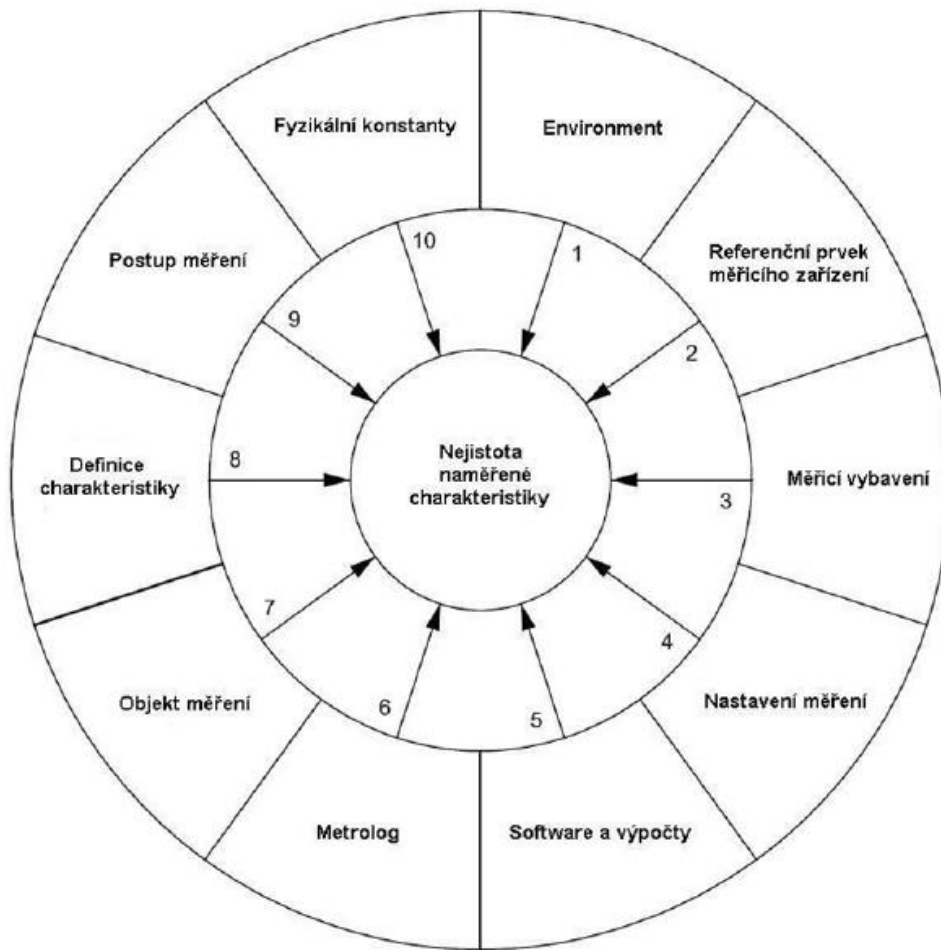 Fyzikální konstanty
Environment
Postup měření
Referenční prvek
měřicího zařízení
10
1
9
2
Definice
charakteristiky
8
Nejistota
naměřené
charakteristiky
3
Měřicí vybavení
7
4
Objekt měření
6
5
Nastavení měření
Metrolog
Software a výpočty